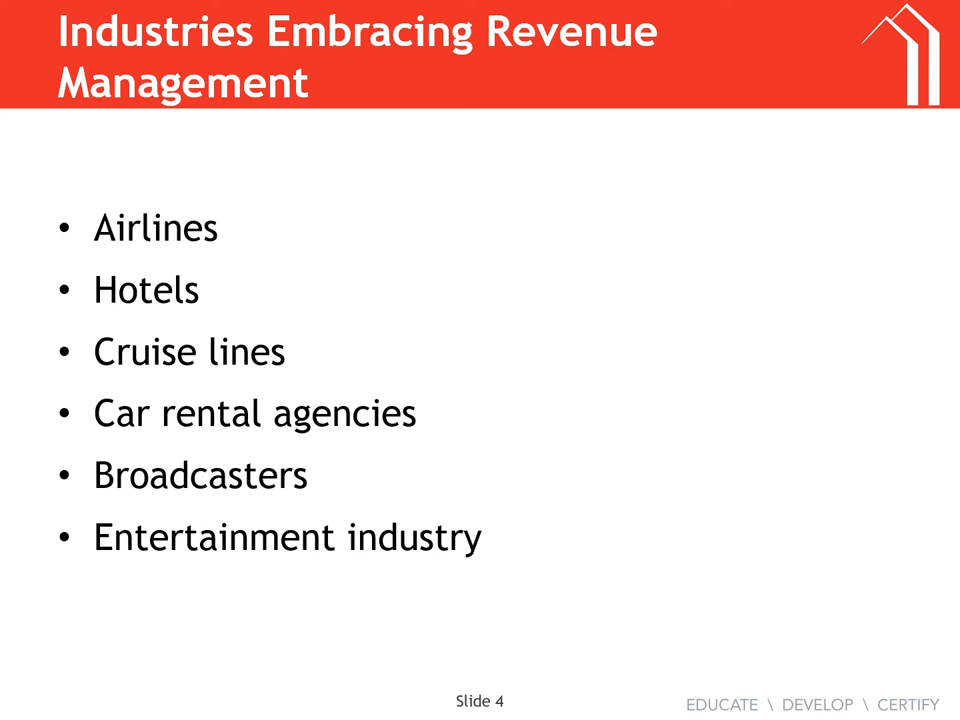 Industries Embracing Revenue
Management
• Airlines
• Hotels
• Cruise lines
• Car rental agencies
• Broadcasters
• Entertainment industry
Slide 4
EDUCATE \ DEVELOP \ CERTIFY